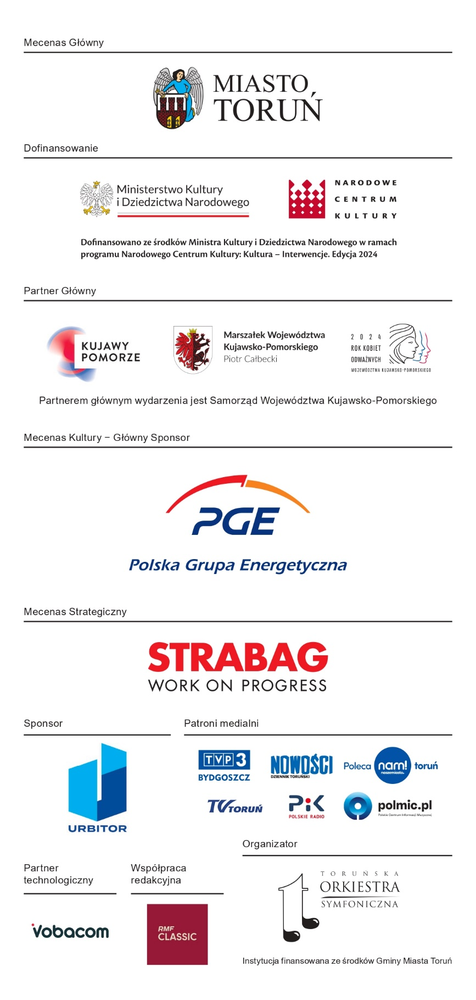 Mecenas Główny
MIASTO
TORUŃ
Dofinansowanie
Ministerstwo Kultury
i Dziedzictwa Narodowego
NARODOWE
CENTRUM
KULTURY
Dofinansowano ze środków Ministra Kultury i Dziedzictwa Narodowego w ramach
programu Narodowego Centrum Kultury: Kultura – Interwencje. Edycja 2024
Partner Główny
KUJAWY
POMORZE
Marszałek Województwa
Kujawsko-Pomorskiego
Piotr Całbecki
2024
ROK KOBIET
ODWAŻNYCH
WOJEWÓDZTWA KUJAWSKO-POMORSKIEGO
Partnerem głównym wydarzenia jest Samorząd Województwa Kujawsko-Pomorskiego
Mecenas Kultury – Główny Sponsor
PGE
Polska Grupa Energetyczna
Mecenas Strategiczny
STRABAG
WORK ON PROGRESS
Sponsor
URBITOR
Patroni medialni
TVP3
BYDGOSZCZ
NOWOŚCI
DZIENNIK TORUŃSKI
Poleca nam! toruń
naszemiasto.
TV TORUŃ
PiK
POLSKIE RADIO
polmic.pl
Polskie Centrum Informacji Muzycznej
Partner
technologiczny
vobacom
Współpraca
redakcyjna
RMF
CLASSIC
Organizator
TORUŃSKA
ORKIESTRA
SYMFONICZNA
Instytucja finansowana ze środków Gminy Miasta Toruń